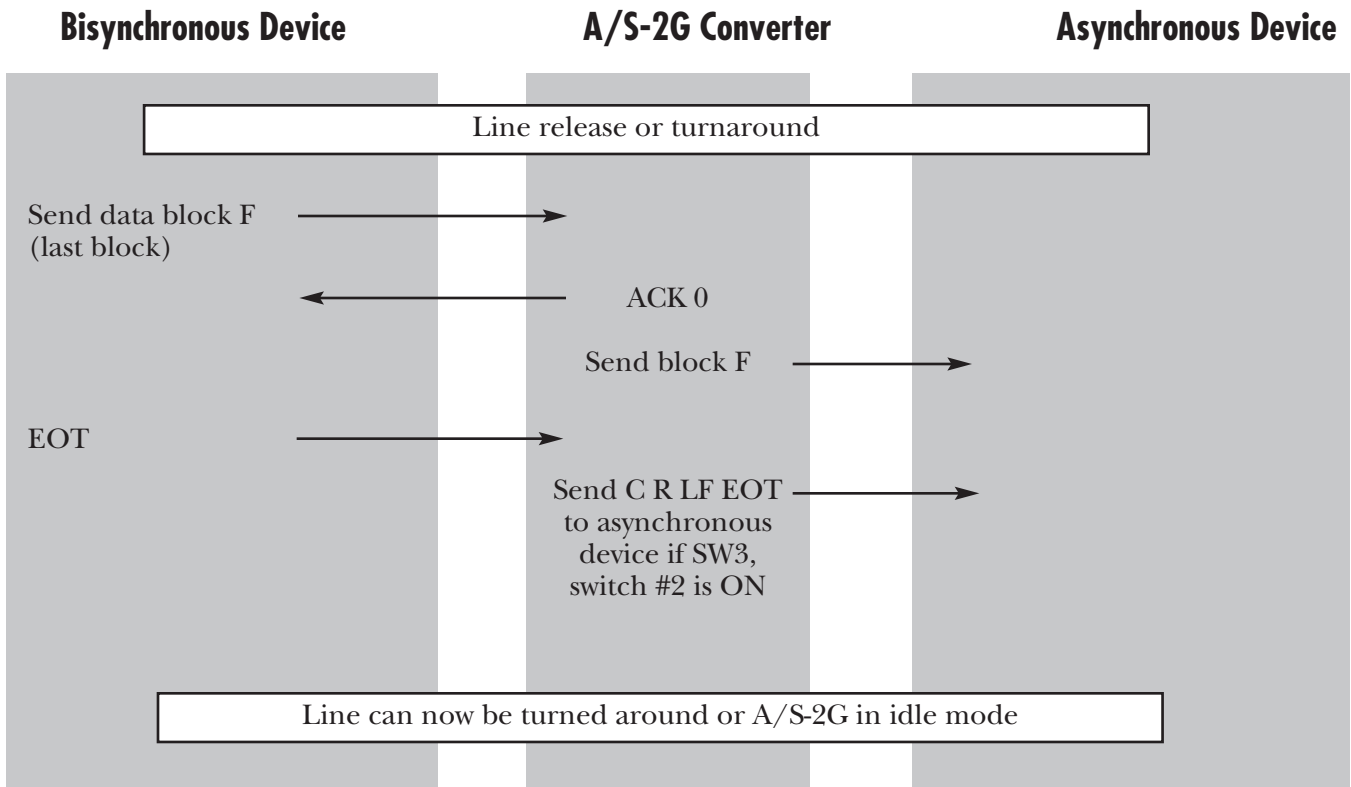 Bisynchronous Device
A/S-2G Converter
Asynchronous Device
Line release or turnaround
Send data block F
(last block)
ACK 0
Send block F
EOT
Send C R LF EOT
to asynchronous
device if SW3,
switch #2 is ON
Line can now be turned around or A/S-2G in idle mode